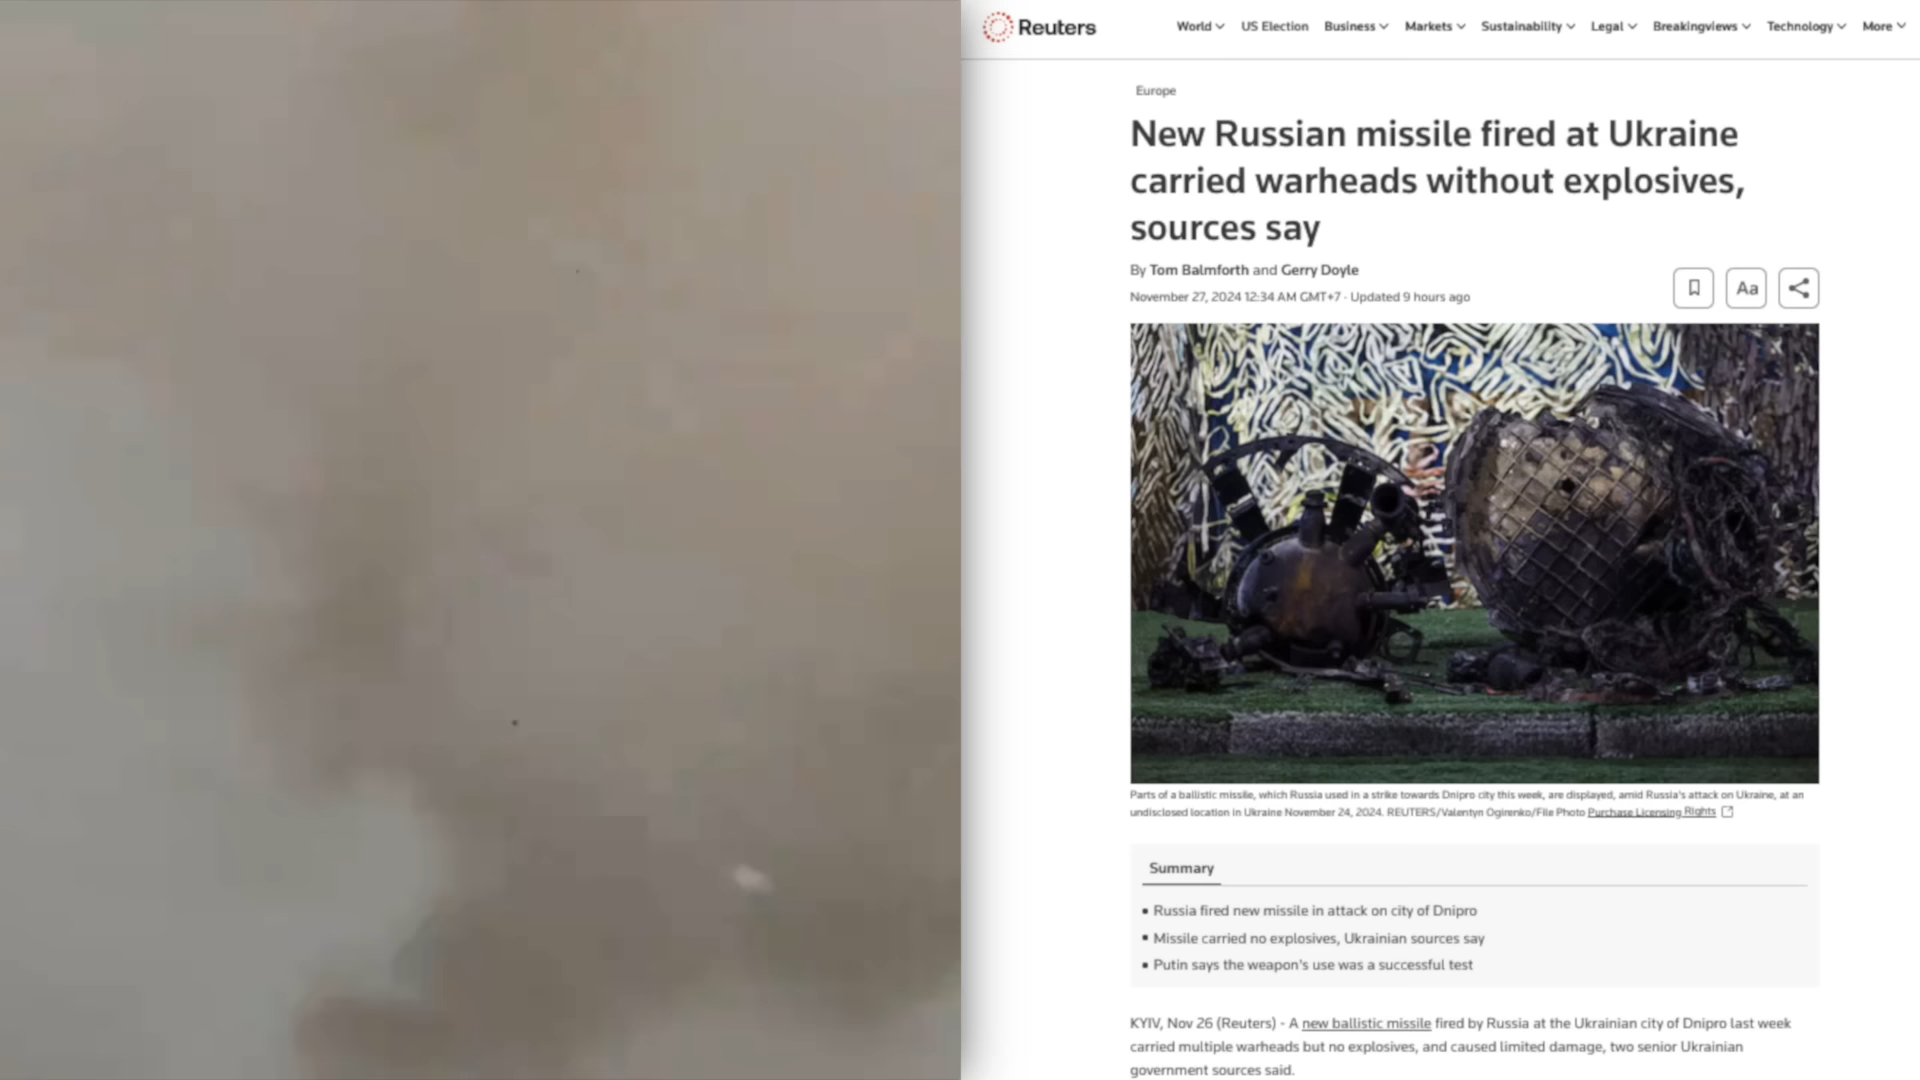 Reuters
World US Election Business Markets Sustainability Legal Breakingviews Technology More
Europe
New Russian missile fired at Ukraine
carried warheads without explosives,
sources say
By Tom Balmforth and Gerry Doyle
November 27, 2024 12:34 AM GMT+7 · Updated 9 hours ago
Aa
Parts of a ballistic missile, which Russia used in a strike towards Dnipro city this week, are displayed, amid Russia's attack on Ukraine, at an
undisclosed location in Ukraine November 24, 2024. REUTERS/Valentyn Ogirenko/File Photo Purchase Licensing Rights
Summary
▪ Russia fired new missile in attack on city of Dnipro
▪ Missile carried no explosives, Ukrainian sources say
▪ Putin says the weapon's use was a successful test
KYIV, Nov 26 (Reuters) - A new ballistic missile fired by Russia at the Ukrainian city of Dnipro last week
carried multiple warheads but no explosives, and caused limited damage, two senior Ukrainian
government sources said.